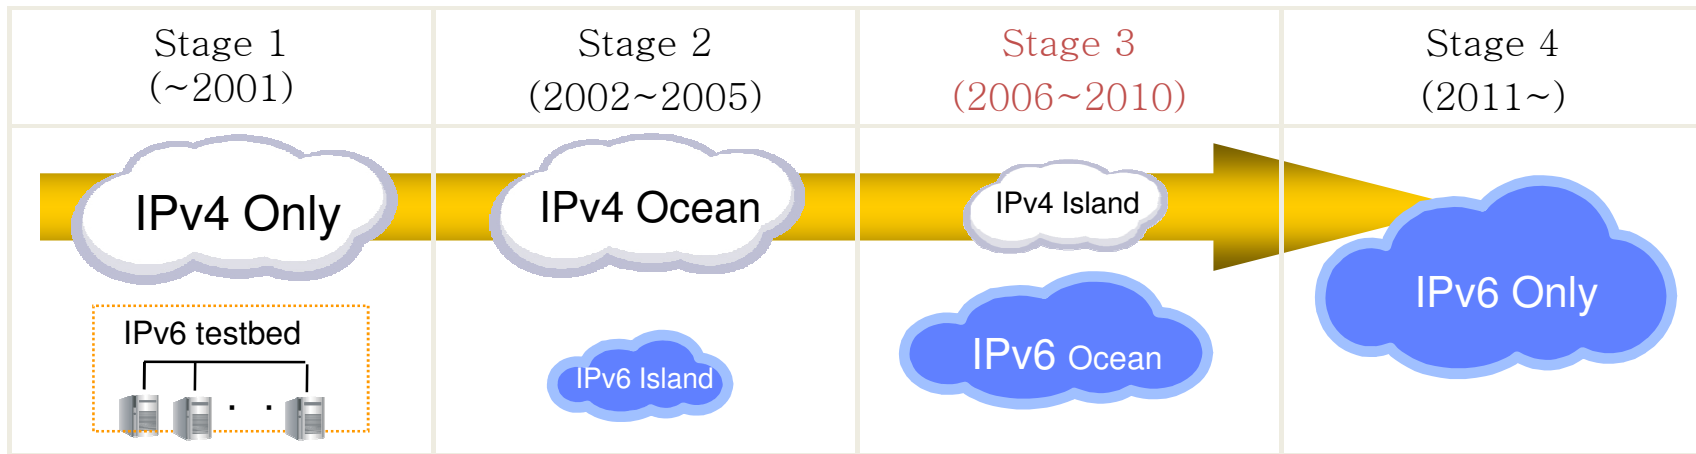 Stage 1
(~2001)
Stage 2
(2002~2005)
Stage 3
(2006~2010)
Stage 4
(2011~)
IPv4 Only
IPv4 Ocean
IPv4 Island
IPv6 Only
IPv6 testbed
IPv6 Island
IPv6 Ocean